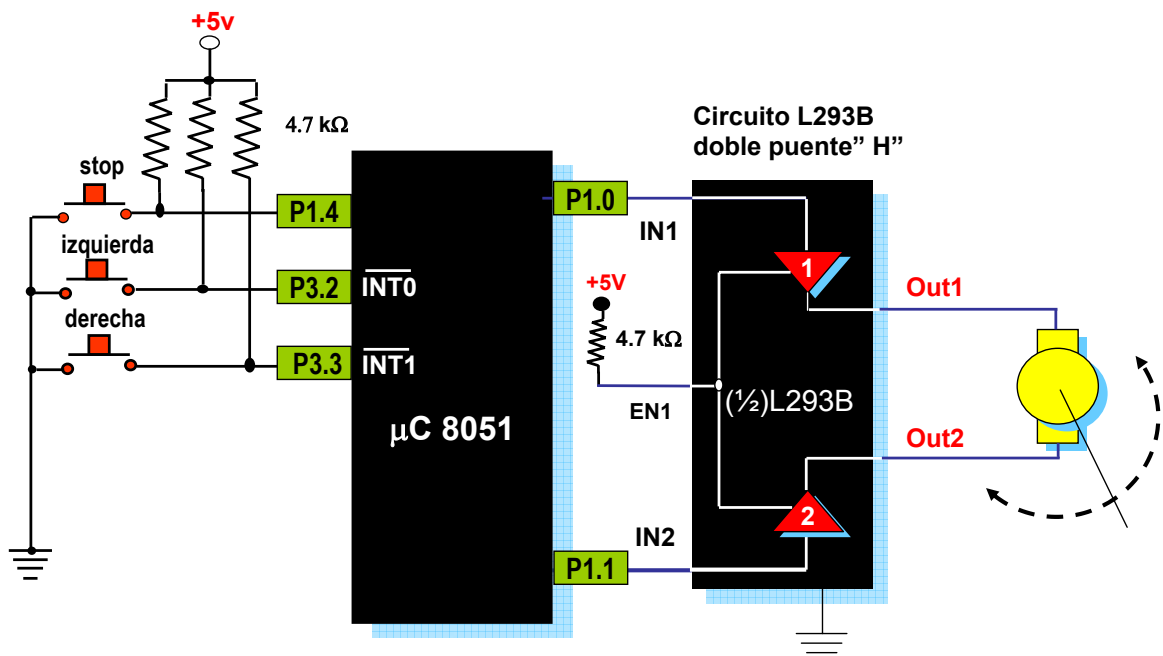 +5v
4.7 kΩ
stop
izquierda
derecha
P1.4
P3.2
INT0
P3.3
INT1
µC 8051
P1.0
P1.1
IN1
+5V
4.7 kΩ
EN1
IN2
Circuito L293B
doble puente” H”
1
(½)L293B
2
Out1
Out2